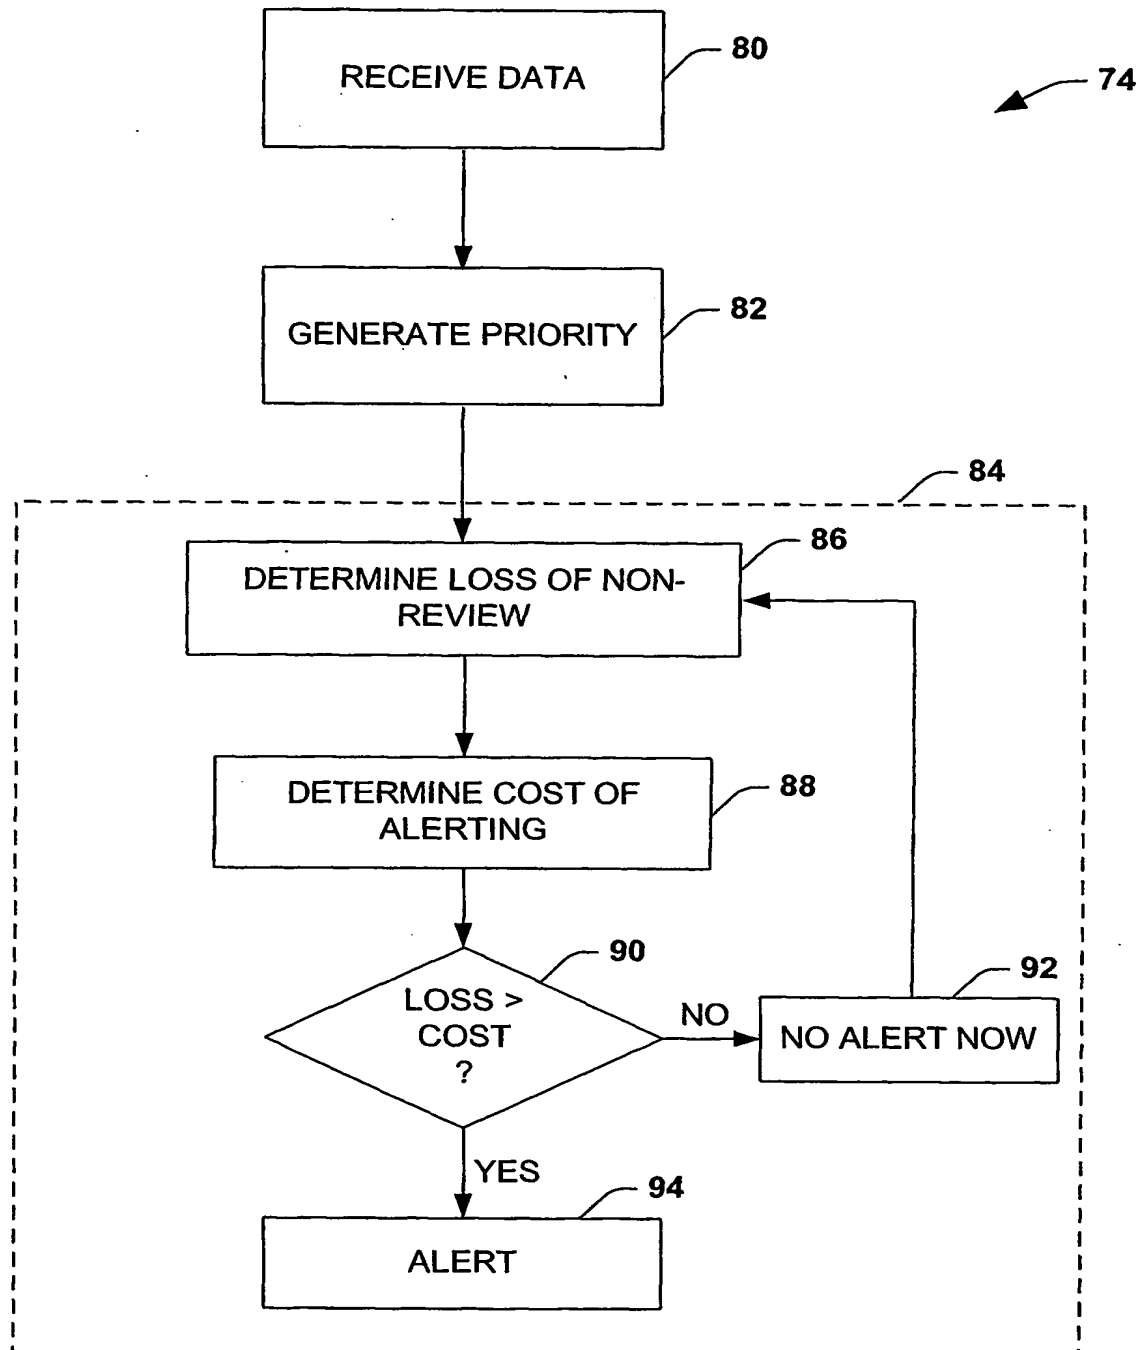 80
RECEIVE DATA
74
82
GENERATE PRIORITY
84
86
DETERMINE LOSS OF NON-
REVIEW
88
DETERMINE COST OF
ALERTING
90
LOSS >
COST
?
NO
92
NO ALERT NOW
YES
94
ALERT